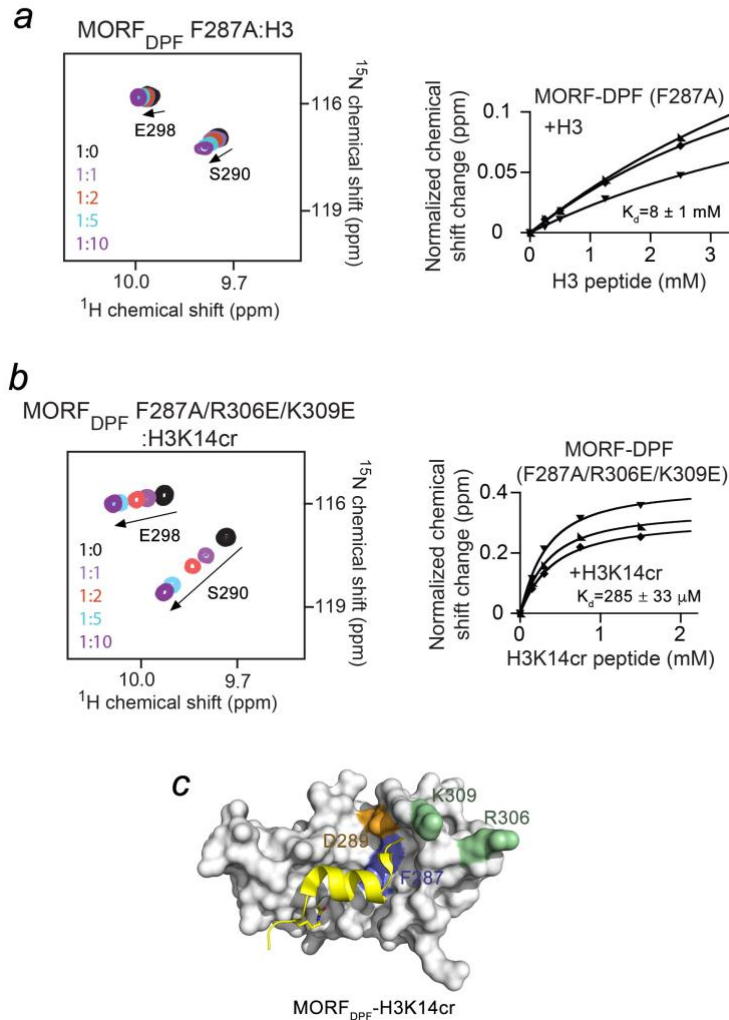 a
MORF_DPF F287A:H3
E298
S290
1:0
1:1
1:2
1:5
1:10
116
119
¹⁵N chemical shift (ppm)
10.0 9.7
¹H chemical shift (ppm)
0.1
0.05
0
Normalized chemical shift change (ppm)
MORF-DPF (F287A)
+H3
K_d=8 ± 1 mM
0 1 2 3
H3 peptide (mM)
b
MORF_DPF F287A/R306E/K309E
:H3K14cr
E298
S290
1:0
1:1
1:2
1:5
1:10
116
119
¹⁵N chemical shift (ppm)
10.0 9.7
¹H chemical shift (ppm)
MORF-DPF
(F287A/R306E/K309E)
0.4
0.2
0
Normalized chemical shift change (ppm)
+H3K14cr
K_d=285 ± 33 μM
0 1 2
H3K14cr peptide (mM)
c
K309
R306
D289
F287
MORF_DPF-H3K14cr